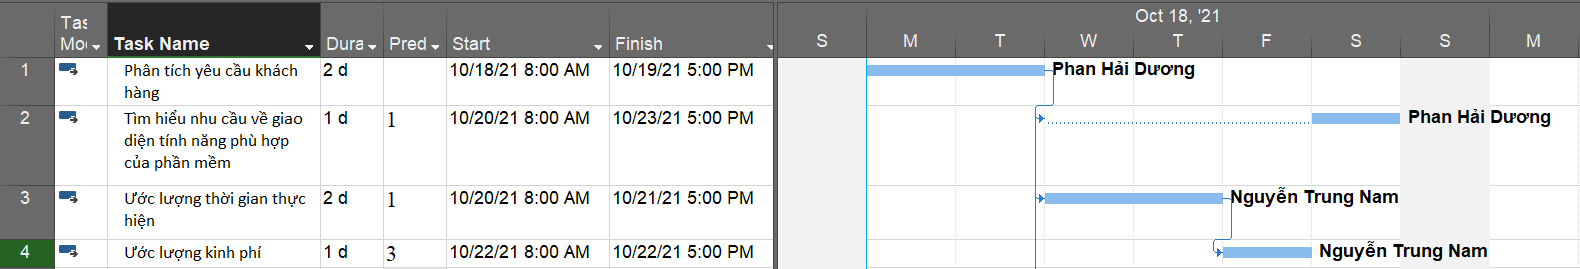 Oct 18, '21
Tas
Mo Task Name Dura Pred Start Finish S M T W T F S S M
1 Phân tích yêu cầu khách 2 d 10/18/21 8:00 AM 10/19/21 5:00 PM Phan Hải Dương
hàng
2 Tìm hiểu nhu cầu về giao 1 d 1 10/20/21 8:00 AM 10/23/21 5:00 PM Phan Hải Dương
diện tính năng phù hợp
của phần mềm
3 Ước lượng thời gian thực 2 d 1 10/20/21 8:00 AM 10/21/21 5:00 PM Nguyễn Trung Nam
hiện
4 Ước lượng kinh phí 1 d 3 10/22/21 8:00 AM 10/22/21 5:00 PM Nguyễn Trung Nam